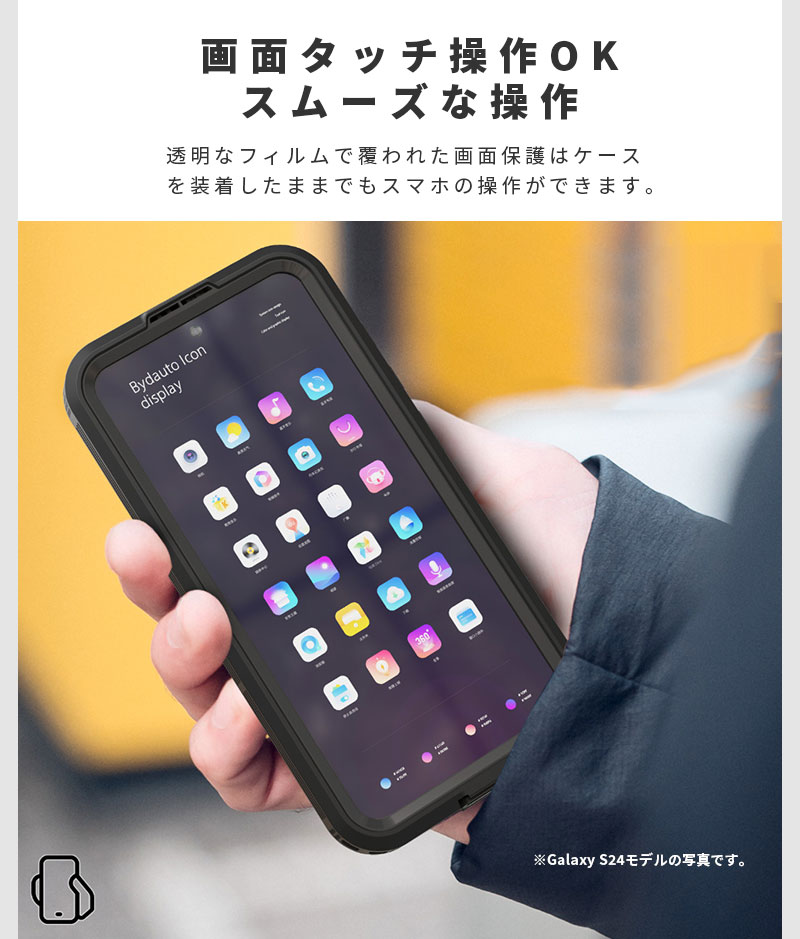 画面タッチ操作OK
スムーズな操作
透明なフィルムで覆われた画面保護はケース
を装着したままでもスマホの操作ができます。
Bydauto Icon
display
360°
※Galaxy S24モデルの写真です。